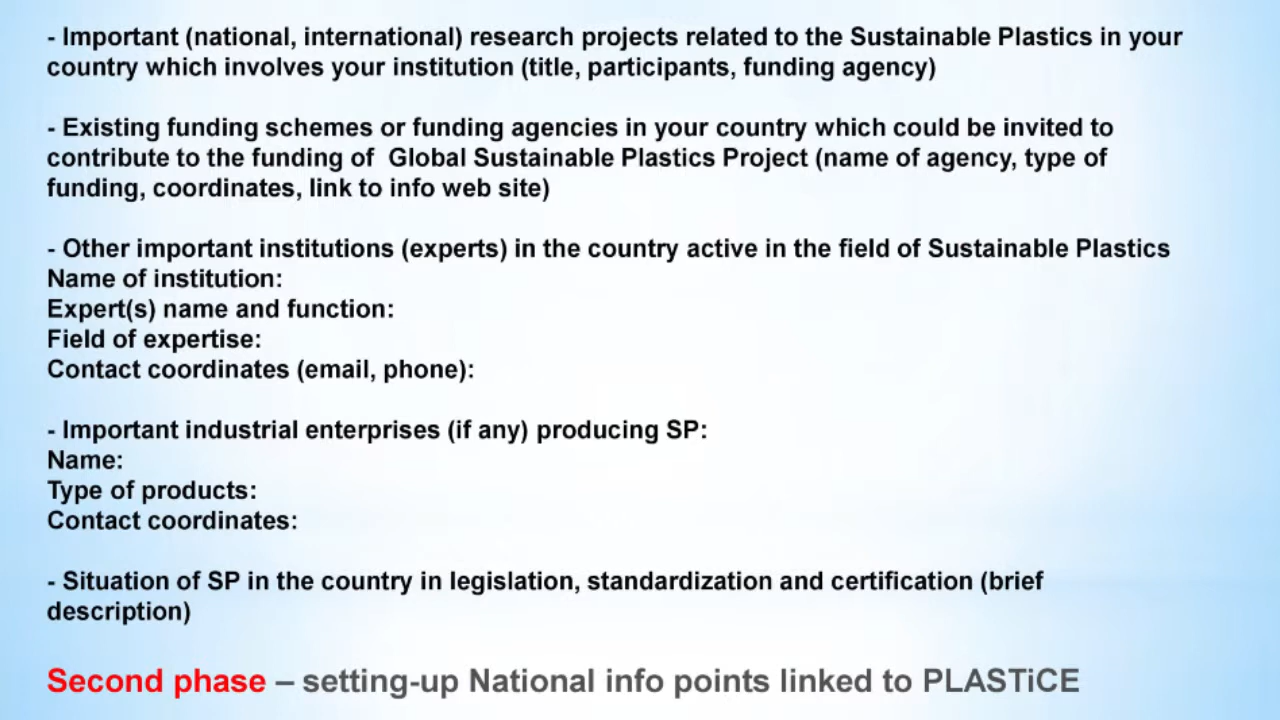 - Important (national, international) research projects related to the Sustainable Plastics in your
country which involves your institution (title, participants, funding agency)
- Existing funding schemes or funding agencies in your country which could be invited to
contribute to the funding of  Global Sustainable Plastics Project (name of agency, type of
funding, coordinates, link to info web site)
- Other important institutions (experts) in the country active in the field of Sustainable Plastics
Name of institution:
Expert(s) name and function:
Field of expertise:
Contact coordinates (email, phone):
- Important industrial enterprises (if any) producing SP:
Name:
Type of products:
Contact coordinates:
- Situation of SP in the country in legislation, standardization and certification (brief
description)
Second phase – setting-up National info points linked to PLASTiCE